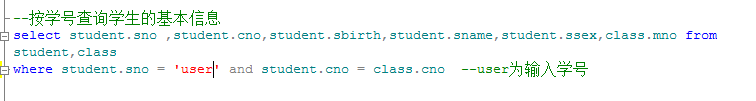 --按学号查询学生的基本信息
select student.sno ,student.cno,student.sbirth,student.sname,student.ssex,class.mno from
student,class
where student.sno = 'user' and student.cno = class.cno  --user为输入学号